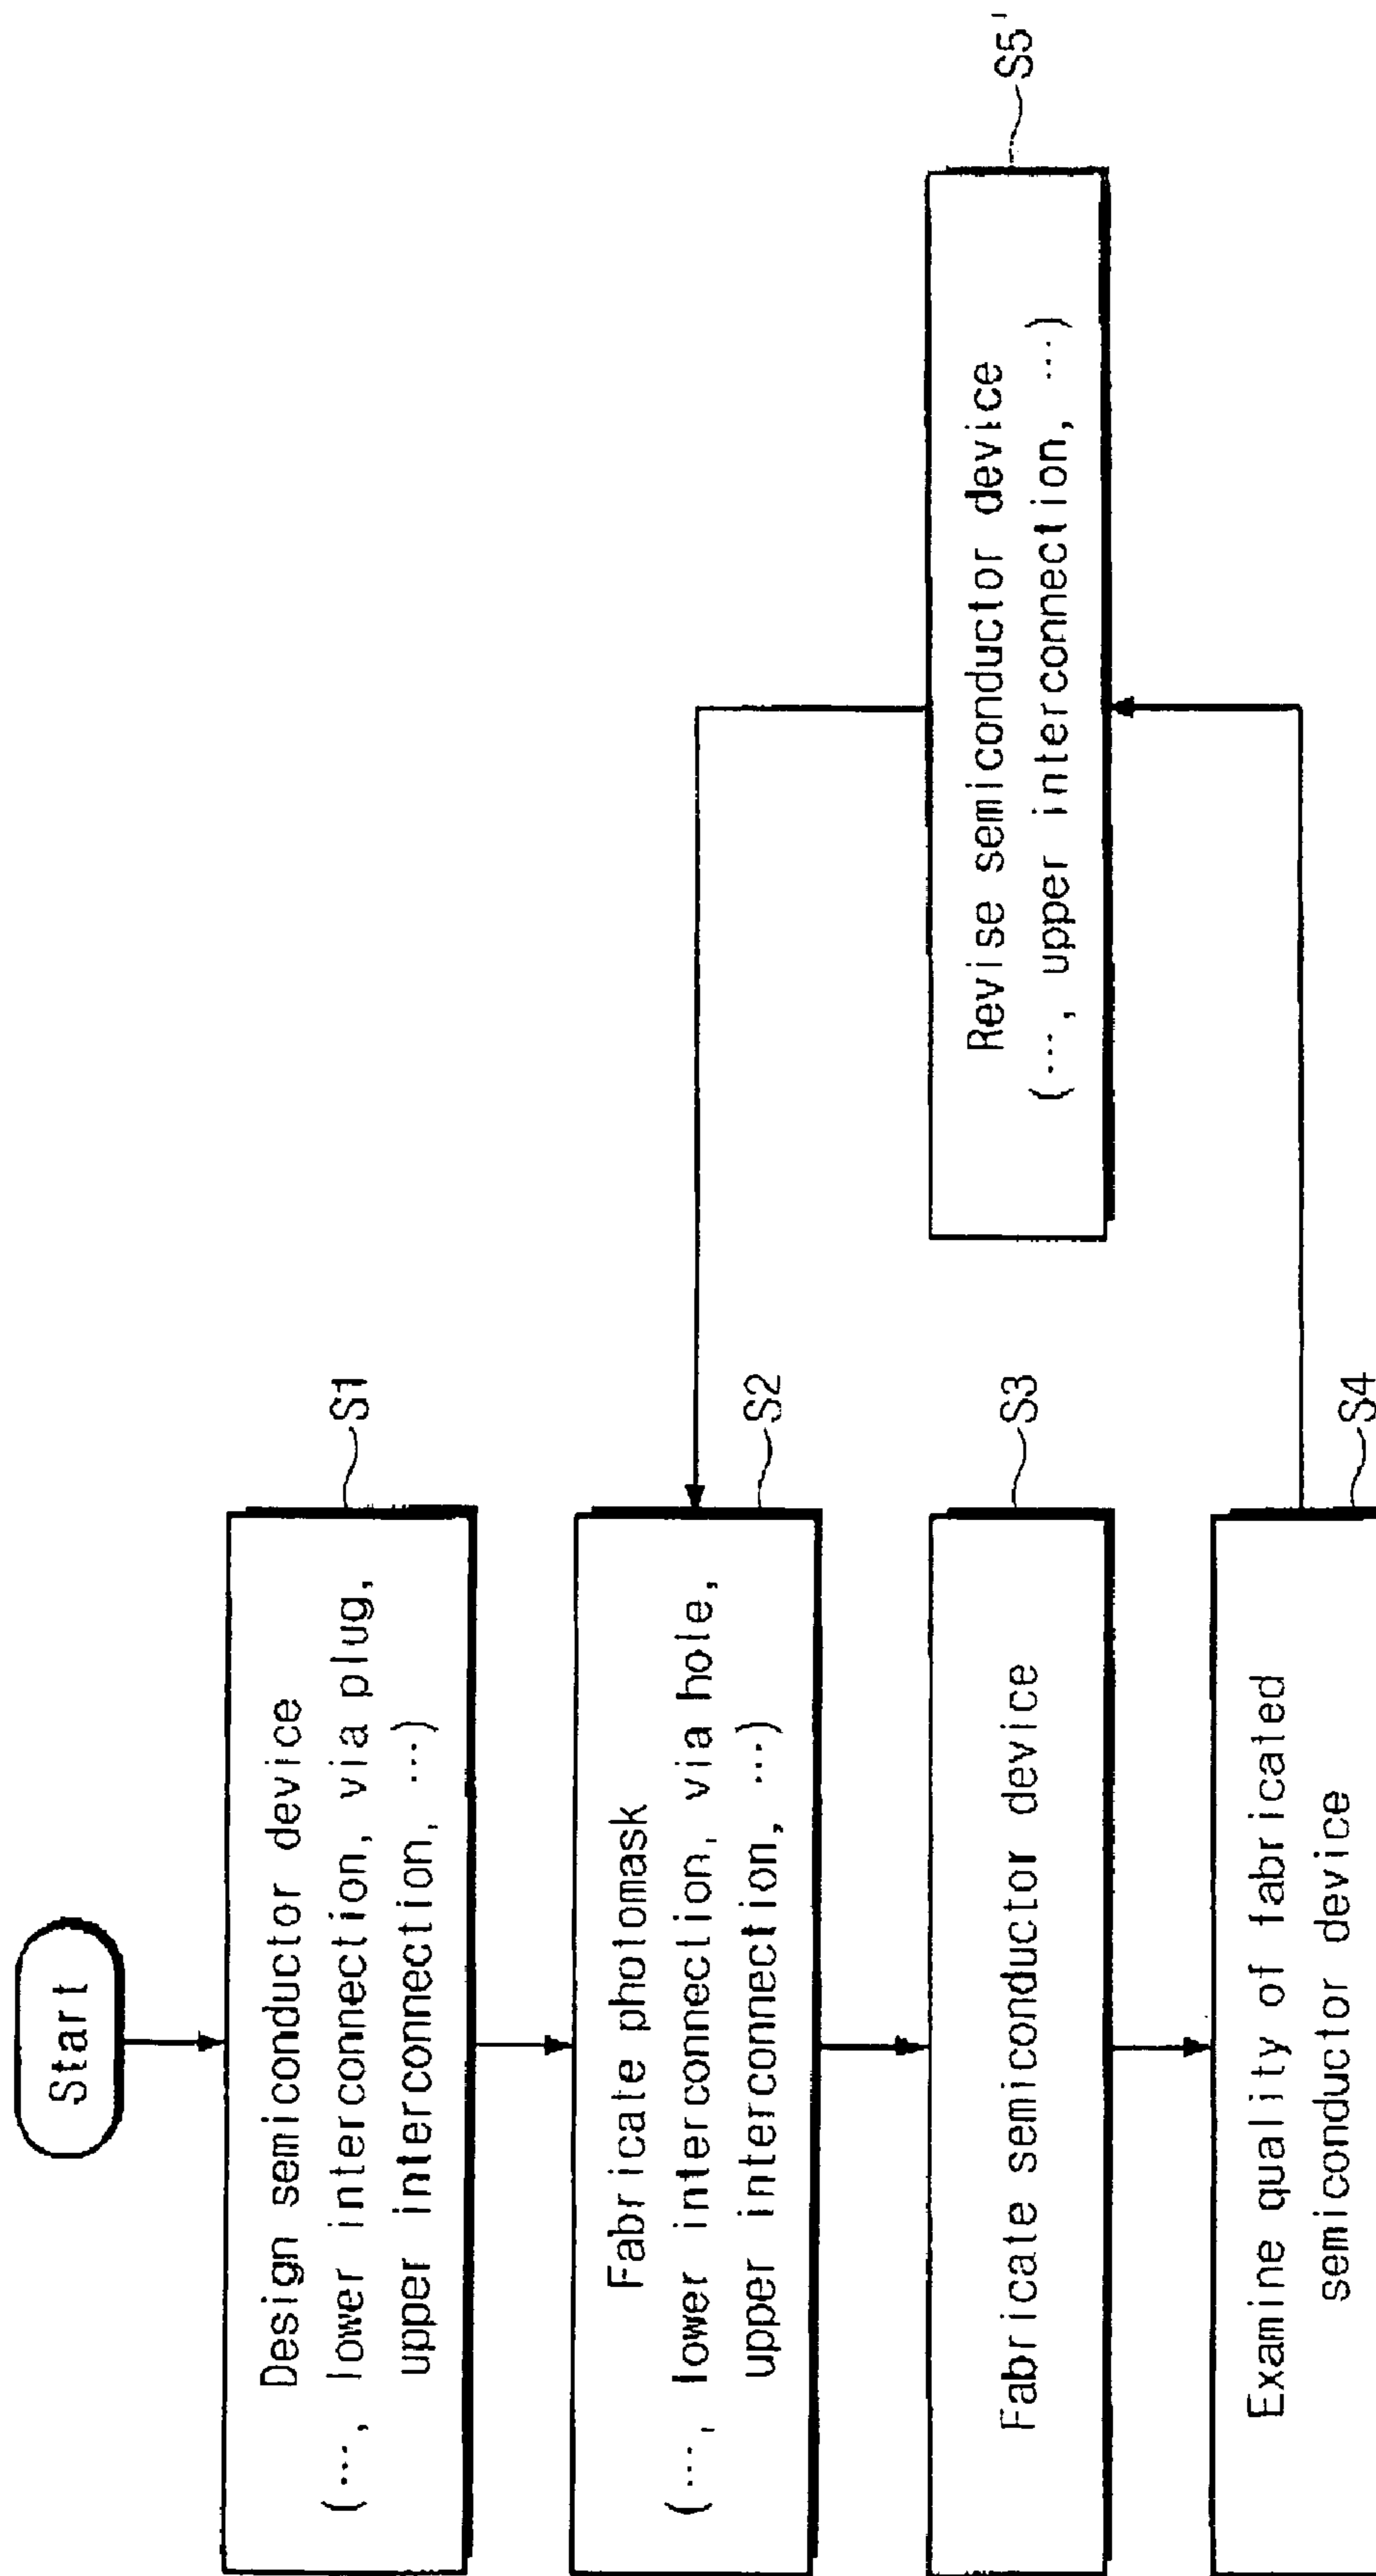 Start
Design semiconductor device
(···, lower interconnection, via plug,
upper interconnection, ···)
S1
Fabricate photomask
(···, lower interconnection, via hole,
upper interconnection, ···)
S2
Fabricate semiconductor device
S3
Examine quality of fabricated
semiconductor device
S4
Revise semiconductor device
(···, upper interconnection, ···)
S5'